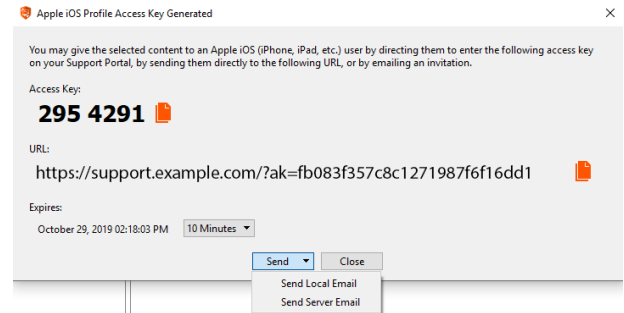 Apple iOS Profile Access Key Generated
You may give the selected content to an Apple iOS (iPhone, iPad, etc.) user by directing them to enter the following access key
on your Support Portal, by sending them directly to the following URL, or by emailing an invitation.
Access Key:
295 4291
URL:
https://support.example.com/?ak=fb083f357c8c1271987f6f16dd1
Expires:
October 29, 2019 02:18:03 PM 10 Minutes
Send Close
Send Local Email
Send Server Email